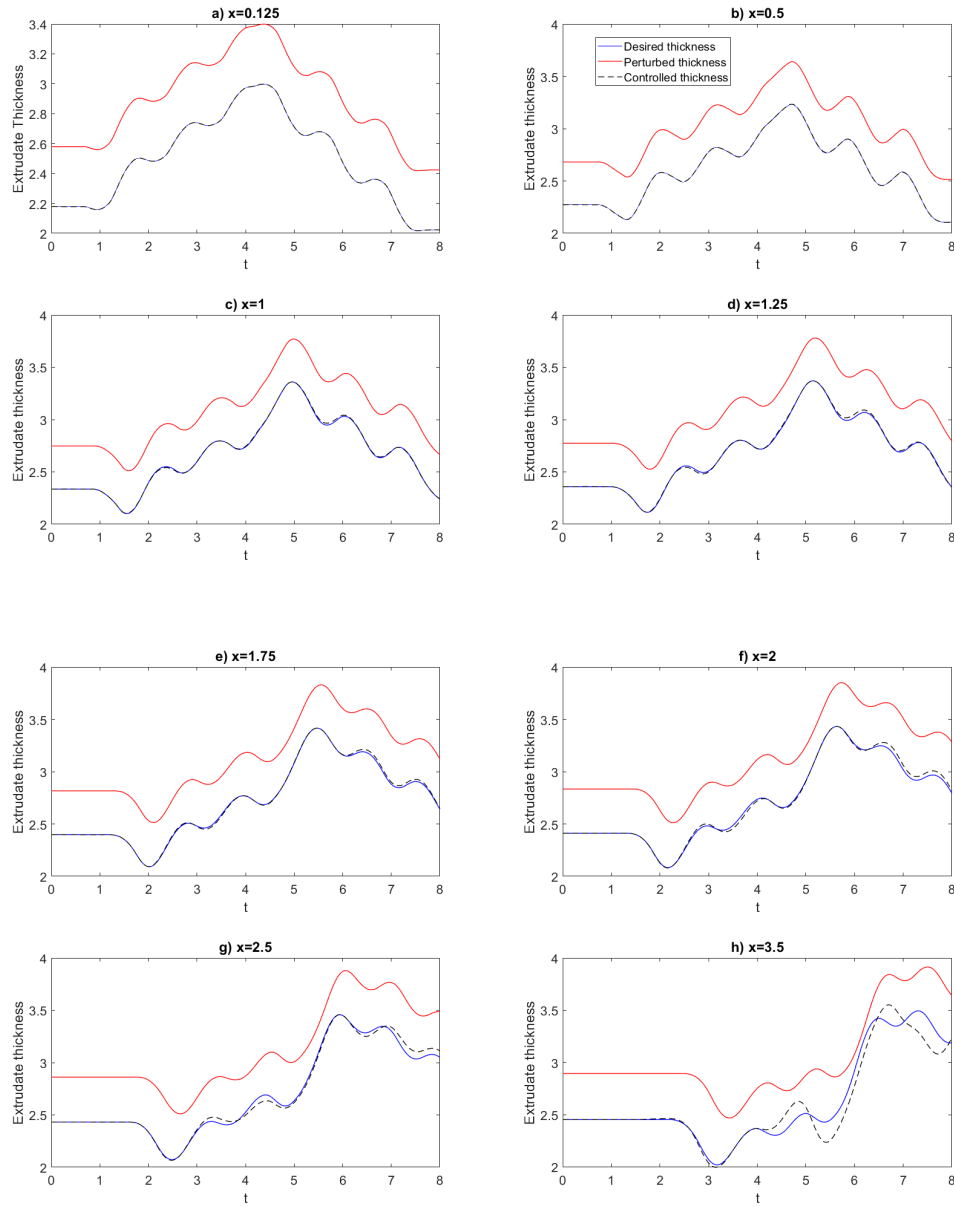 a) x=0.125
3.4
3.2
3
2.8
2.6
2.4
2.2
2
Extrudate Thickness
0 1 2 3 4 5 6 7 8
t
b) x=0.5
4
3.5
3
2.5
2
Extrudate thickness
Desired thickness
Perturbed thickness
Controlled thickness
0 1 2 3 4 5 6 7 8
t
c) x=1
4
3.5
3
2.5
2
Extrudate thickness
0 1 2 3 4 5 6 7 8
t
d) x=1.25
4
3.5
3
2.5
2
Extrudate thickness
0 1 2 3 4 5 6 7 8
t
e) x=1.75
4
3.5
3
2.5
2
Extrudate thickness
0 1 2 3 4 5 6 7 8
t
f) x=2
4
3.5
3
2.5
2
Extrudate thickness
0 1 2 3 4 5 6 7 8
t
g) x=2.5
4
3.5
3
2.5
2
Extrudate thickness
0 1 2 3 4 5 6 7 8
t
h) x=3.5
4
3.5
3
2.5
2
Extrudate thickness
0 1 2 3 4 5 6 7 8
t